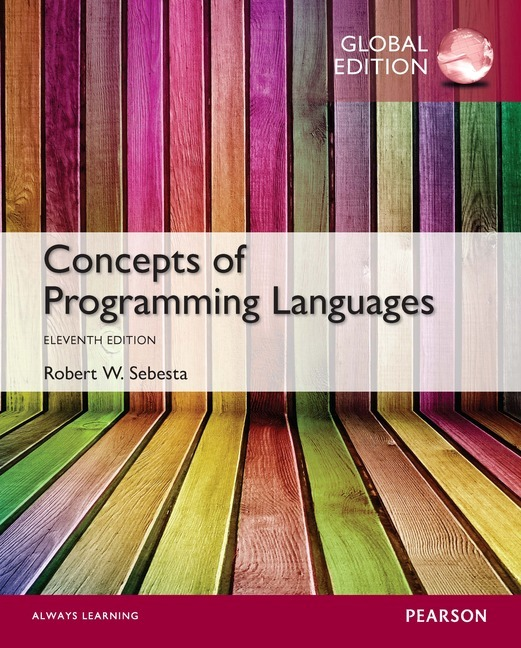 GLOBAL
EDITION
Concepts of
Programming Languages
ELEVENTH EDITION
Robert W. Sebesta
ALWAYS LEARNING
PEARSON